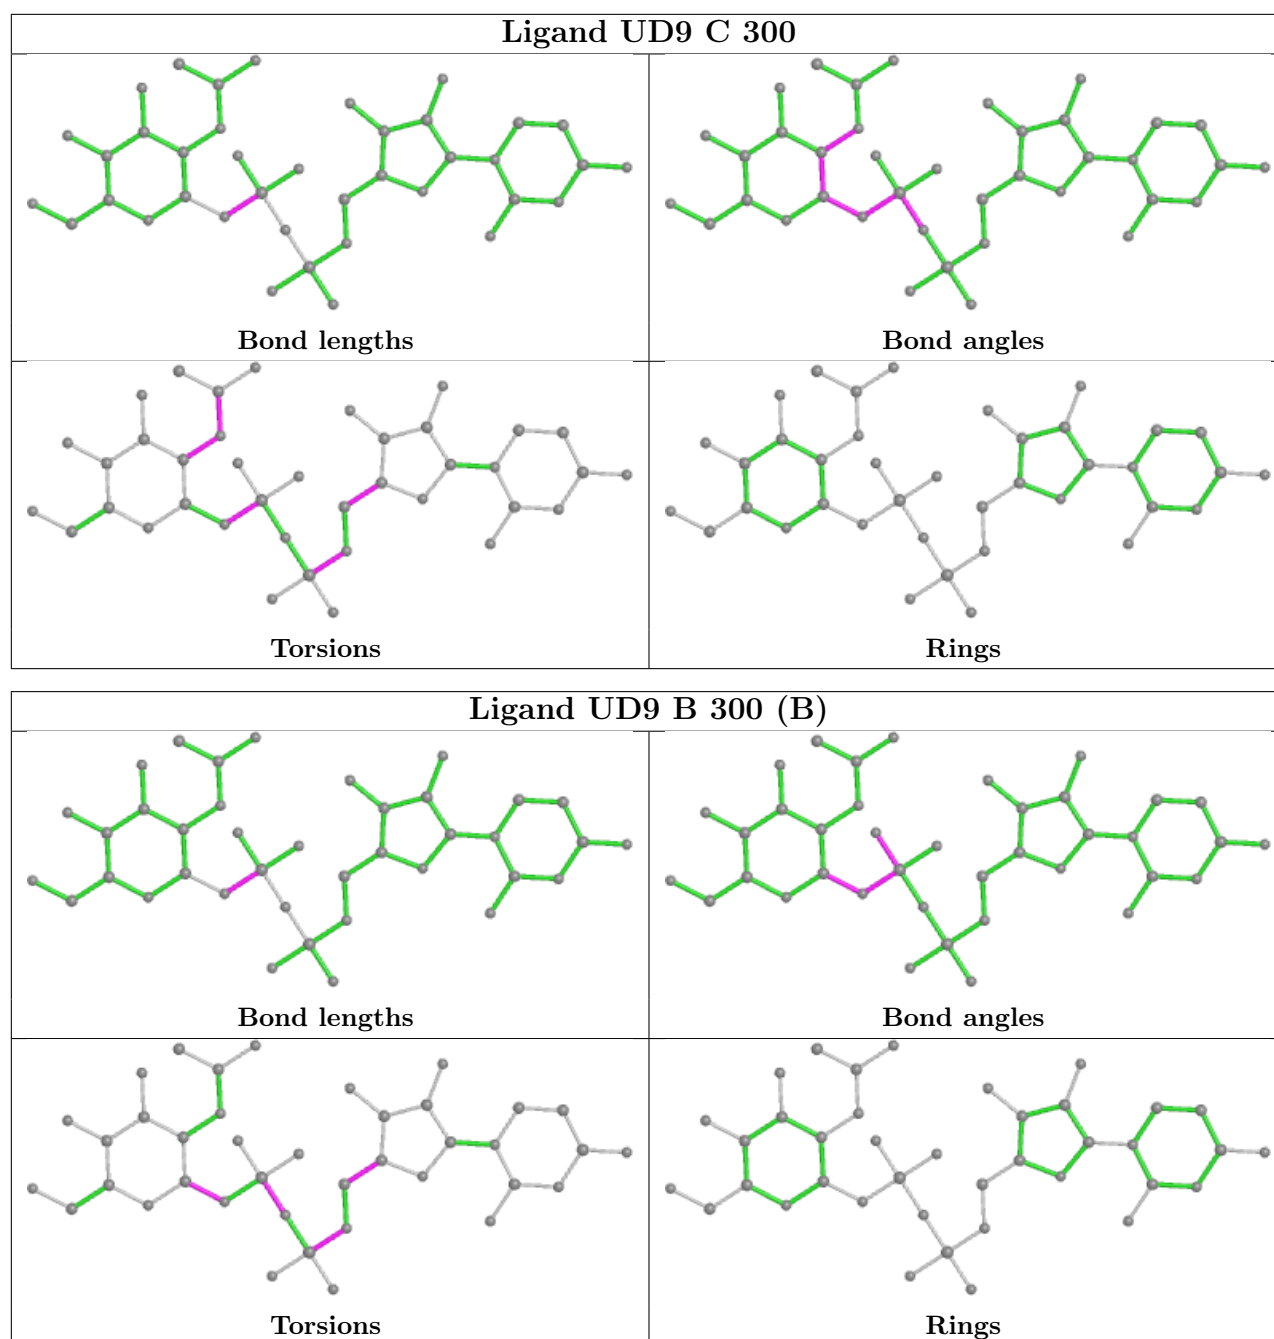 Ligand UD9 C 300
Bond lengths
Bond angles
Torsions
Rings
Ligand UD9 B 300 (B)
Bond lengths
Bond angles
Torsions
Rings